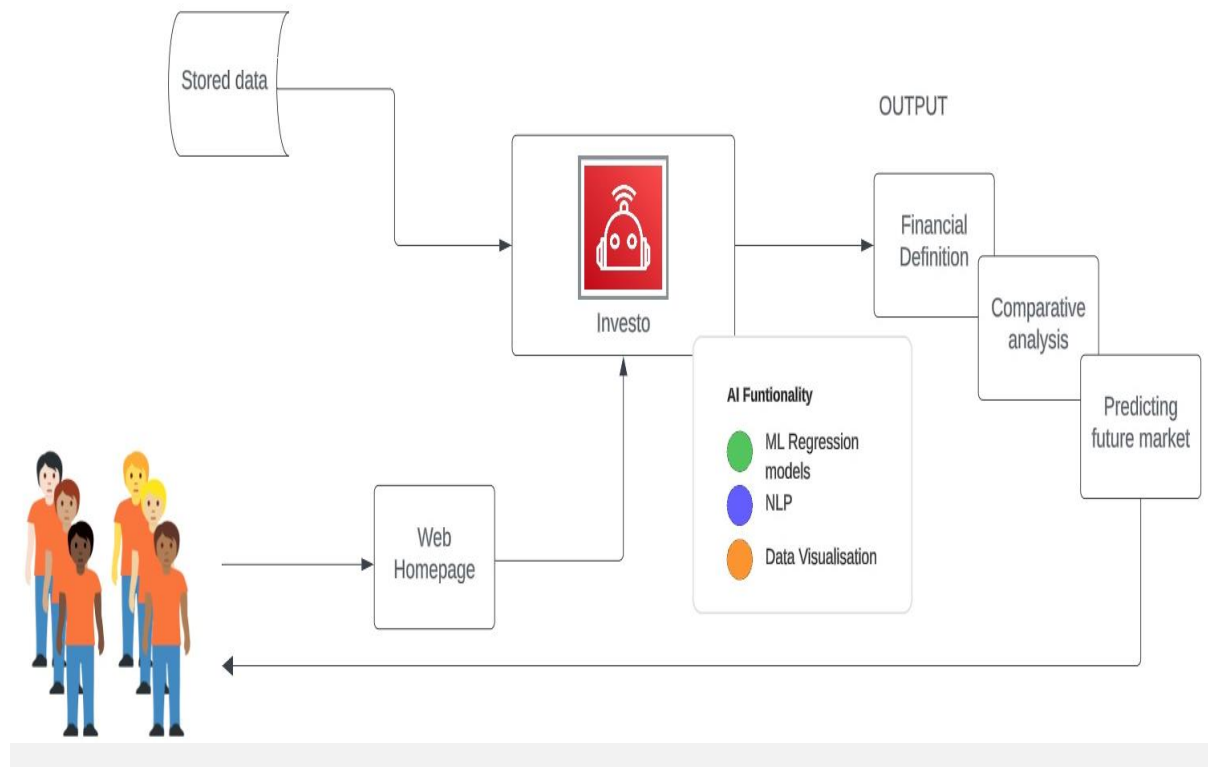 Stored data
OUTPUT
Investo
Financial
Definition
Comparative
analysis
Predicting
future market
AI Funtionality
ML Regression
models
NLP
Data Visualisation
Web
Homepage